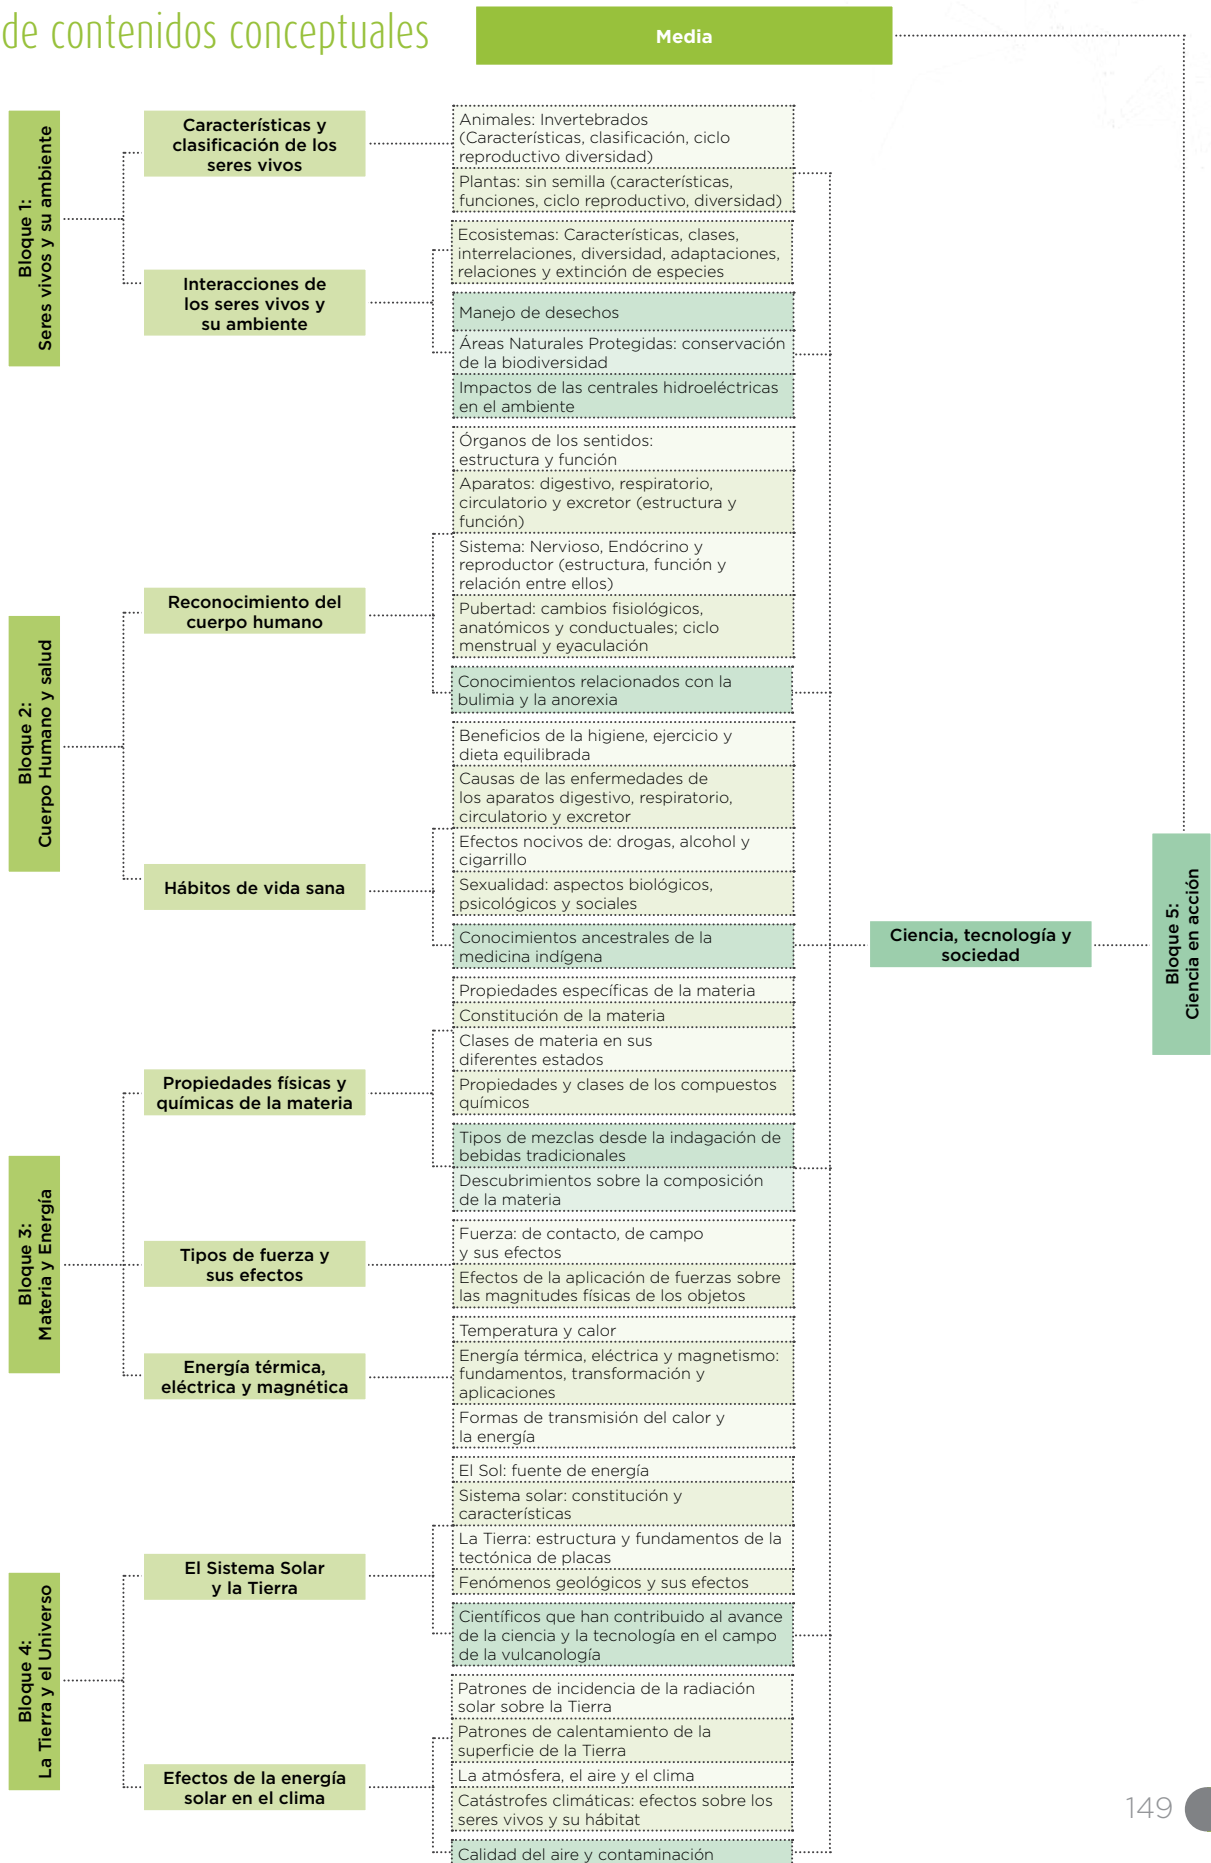 de contenidos conceptuales
Media
Bloque 1:
Seres vivos y su ambiente
Características y
clasificación de los
seres vivos
Animales: Invertebrados
(Características, clasificación, ciclo
reproductivo diversidad)
Plantas: sin semilla (características,
funciones, ciclo reproductivo, diversidad)
Interacciones de
los seres vivos y
su ambiente
Ecosistemas: Características, clases,
interrelaciones, diversidad, adaptaciones,
relaciones y extinción de especies
Manejo de desechos
Áreas Naturales Protegidas: conservación
de la biodiversidad
Impactos de las centrales hidroeléctricas
en el ambiente
Bloque 2:
Cuerpo Humano y salud
Reconocimiento del
cuerpo humano
Órganos de los sentidos:
estructura y función
Aparatos: digestivo, respiratorio,
circulatorio y excretor (estructura y
función)
Sistema: Nervioso, Endócrino y
reproductor (estructura, función y
relación entre ellos)
Pubertad: cambios fisiológicos,
anatómicos y conductuales; ciclo
menstrual y eyaculación
Conocimientos relacionados con la
bulimia y la anorexia
Hábitos de vida sana
Beneficios de la higiene, ejercicio y
dieta equilibrada
Causas de las enfermedades de
los aparatos digestivo, respiratorio,
circulatorio y excretor
Efectos nocivos de: drogas, alcohol y
cigarrillo
Sexualidad: aspectos biológicos,
psicológicos y sociales
Conocimientos ancestrales de la
medicina indígena
Ciencia, tecnología y
sociedad
Bloque 5:
Ciencia en acción
Bloque 3:
Materia y Energía
Propiedades físicas y
químicas de la materia
Propiedades específicas de la materia
Constitución de la materia
Clases de materia en sus
diferentes estados
Propiedades y clases de los compuestos
químicos
Tipos de mezclas desde la indagación de
bebidas tradicionales
Descubrimientos sobre la composición
de la materia
Tipos de fuerza y
sus efectos
Fuerza: de contacto, de campo
y sus efectos
Efectos de la aplicación de fuerzas sobre
las magnitudes físicas de los objetos
Energía térmica,
eléctrica y magnética
Temperatura y calor
Energía térmica, eléctrica y magnetismo:
fundamentos, transformación y
aplicaciones
Formas de transmisión del calor y
la energía
Bloque 4:
La Tierra y el Universo
El Sistema Solar
y la Tierra
El Sol: fuente de energía
Sistema solar: constitución y
características
La Tierra: estructura y fundamentos de la
tectónica de placas
Fenómenos geológicos y sus efectos
Científicos que han contribuido al avance
de la ciencia y la tecnología en el campo
de la vulcanología
Efectos de la energía
solar en el clima
Patrones de incidencia de la radiación
solar sobre la Tierra
Patrones de calentamiento de la
superficie de la Tierra
La atmósfera, el aire y el clima
Catástrofes climáticas: efectos sobre los
seres vivos y su hábitat
Calidad del aire y contaminación
149